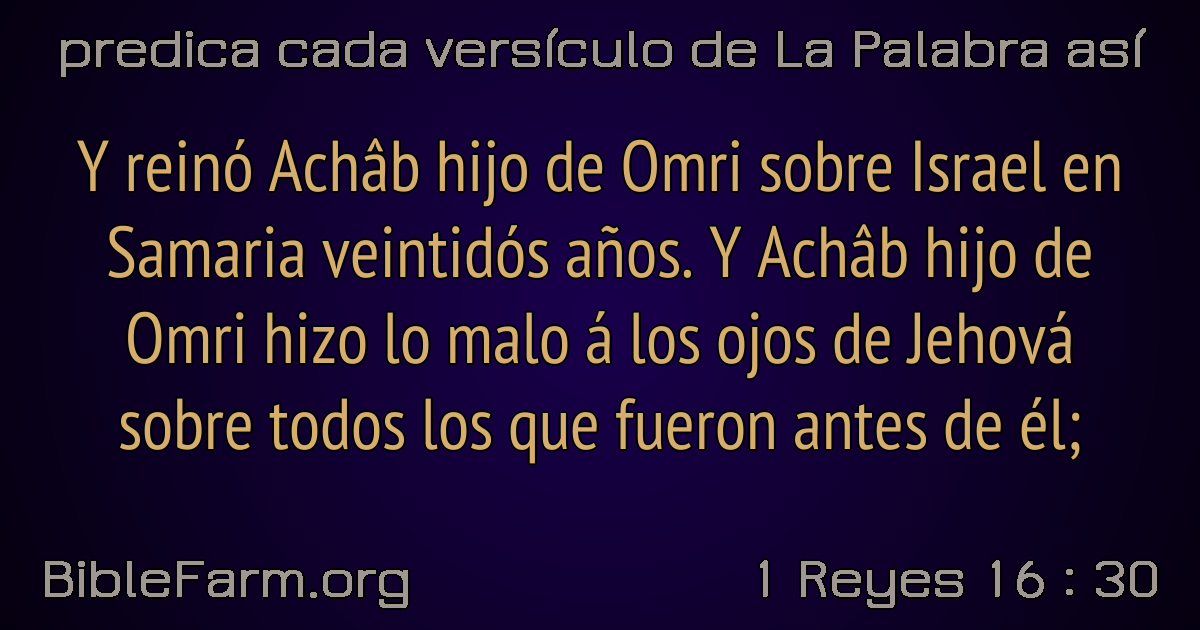 predica cada versículo de La Palabra así
Y reinó Achâb hijo de Omri sobre Israel en
Samaria veintidós años. Y Achâb hijo de
Omri hizo lo malo á los ojos de Jehová
sobre todos los que fueron antes de él;
BibleFarm.org
1 Reyes 16 : 30